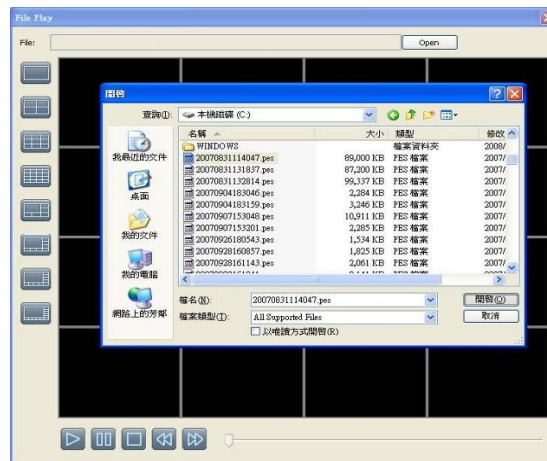 File Play
File:
Open
開啓
查詢(I):
本機磁碟 (C:)
名稱 大小 類型 修改
WINDOWS 檔案資料夾 2008/
20070831114047.pes 89,000 KB PES 檔案 2007/
20070831131837.pes 87,200 KB PES 檔案 2007/
20070831132814.pes 99,337 KB PES 檔案 2007/
20070904183046.pes 2,284 KB PES 檔案 2007/
20070904183159.pes 3,246 KB PES 檔案 2007/
20070907153048.pes 10,911 KB PES 檔案 2007/
20070907153201.pes 2,285 KB PES 檔案 2007/
20070926180543.pes 1,534 KB PES 檔案 2007/
20070928160857.pes 1,825 KB PES 檔案 2007/
20070928161143.pes 2,061 KB PES 檔案 2007/
我最近的文件
桌面
我的文件
我的電腦
網路上的芳鄰
檔名(N):
20070831114047.pes
開啓(O)
檔案類型(T):
All Supported Files
取消
以唯讀方式開啓(R)